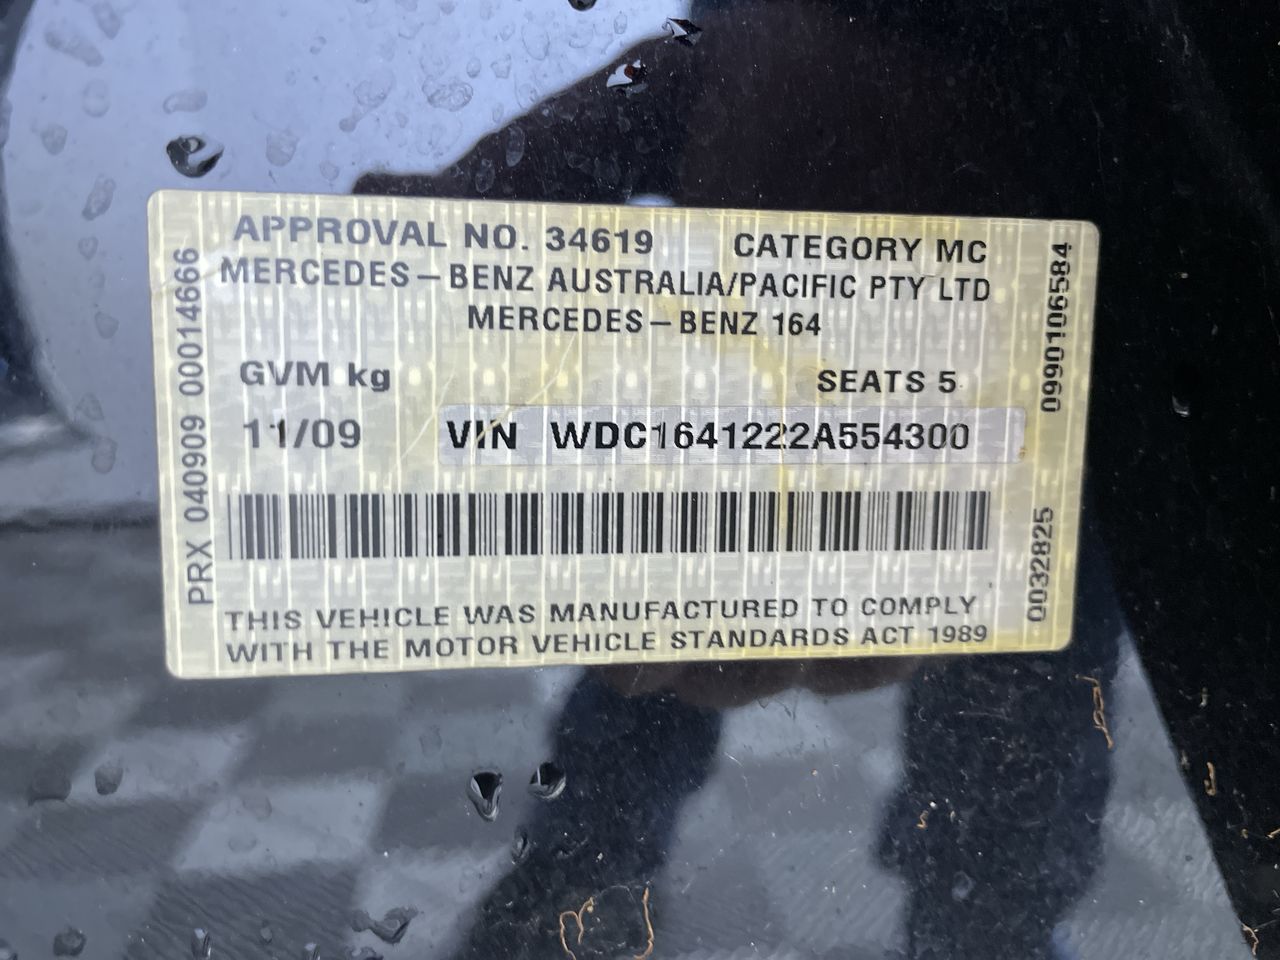 APPROVAL NO. 34619 CATEGORY MC
MERCEDES-BENZ AUSTRALIA/PACIFIC PTY LTD
MERCEDES-BENZ 164
GVM kg SEATS 5
11/09 VIN WDC1641222A554300
THIS VEHICLE WAS MANUFACTURED TO COMPLY
WITH THE MOTOR VEHICLE STANDARDS ACT 1989
PRX 040909 00014666
0990106584
0032825